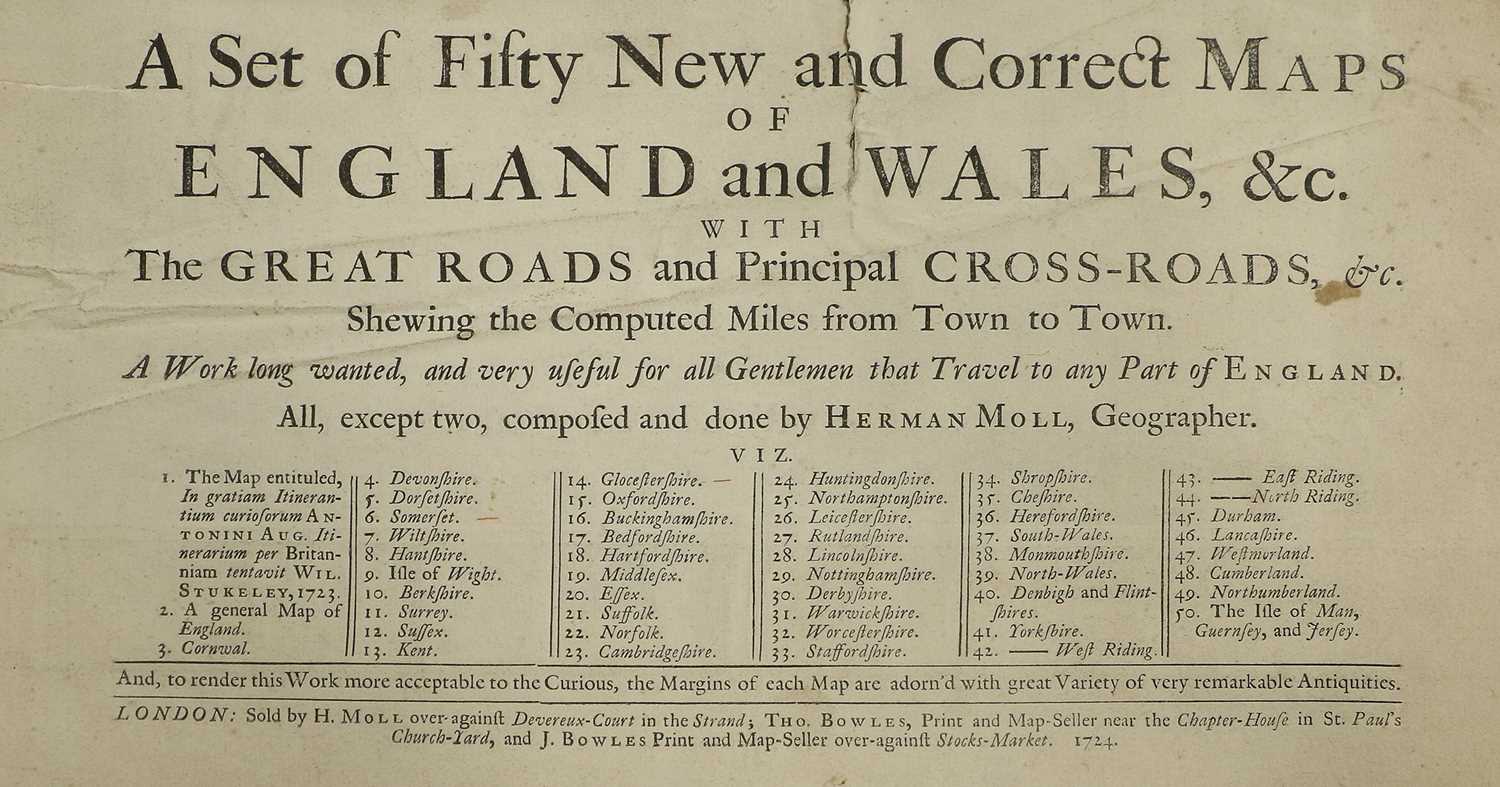 A Set of Fifty New and Correct MAPS
OF
ENGLAND and WALES, &c.
WITH
The GREAT ROADS and Principal CROSS-ROADS, &c.
Shewing the Computed Miles from Town to Town.
A Work long wanted, and very uſeful for all Gentlemen that Travel to any Part of ENGLAND.
All, except two, compoſed and done by HERMAN MOLL, Geographer.
VIZ.
1. The Map entituled,
In gratiam Itineran-
tium curioſorum AN-
TONINI AUG. Iti-
nerarium per Britan-
niam tentavit WIL.
STUKELEY, 1723.
2. A general Map of
England.
3. Cornwal.
4. Devonſhire.
5. Dorſetſhire.
6. Somerſet.
7. Wiltſhire.
8. Hantſhire.
9. Iſle of Wight.
10. Berkſhire.
11. Surrey.
12. Suſſex.
13. Kent.
14. Gloceſterſhire.
15. Oxfordſhire.
16. Buckinghamſhire.
17. Bedfordſhire.
18. Hartfordſhire.
19. Middleſex.
20. Eſſex.
21. Suffolk.
22. Norfolk.
23. Cambridgeſhire.
24. Huntingdonſhire.
25. Northamptonſhire.
26. Leiceſterſhire.
27. Rutlandſhire.
28. Lincolnſhire.
29. Nottinghamſhire.
30. Derbyſhire.
31. Warwickſhire.
32. Worceſterſhire.
33. Staffordſhire.
34. Shropſhire.
35. Cheſhire.
36. Herefordſhire.
37. South-Wales.
38. Monmouthſhire.
39. North-Wales.
40. Denbigh and Flint-
ſhires.
41. Yorkſhire.
42. —— Weſt Riding.
43. —— Eaſt Riding.
44. ——North Riding.
45. Durham.
46. Lancaſhire.
47. Weſtmorland.
48. Cumberland.
49. Northumberland.
50. The Iſle of Man,
Guernſey, and Jerſey.
And, to render this Work more acceptable to the Curious, the Margins of each Map are adorn'd with great Variety of very remarkable Antiquities.
LONDON: Sold by H. MOLL over-againſt Devereux-Court in the Strand; THO. BOWLES, Print and Map-Seller near the Chapter-Houſe in St. Paul's
Church-Yard, and J. BOWLES Print and Map-Seller over-againſt Stocks-Market. 1724.